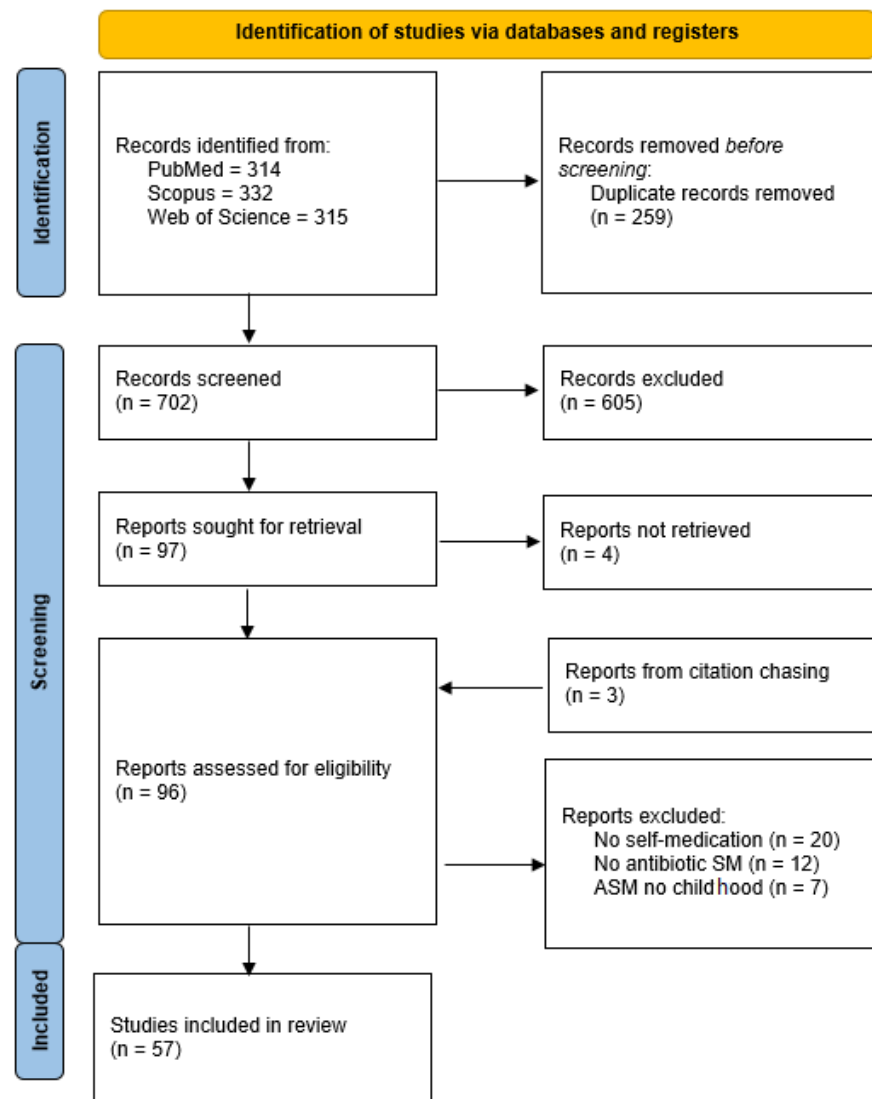 Identification of studies via databases and registers
Identification
Records identified from:
PubMed = 314
Scopus = 332
Web of Science = 315
Records removed before
screening:
Duplicate records removed
(n = 259)
Screening
Records screened
(n = 702)
Records excluded
(n = 605)
Reports sought for retrieval
(n = 97)
Reports not retrieved
(n = 4)
Reports from citation chasing
(n = 3)
Reports assessed for eligibility
(n = 96)
Reports excluded:
No self-medication (n = 20)
No antibiotic SM (n = 12)
ASM no childhood (n = 7)
Included
Studies included in review
(n = 57)